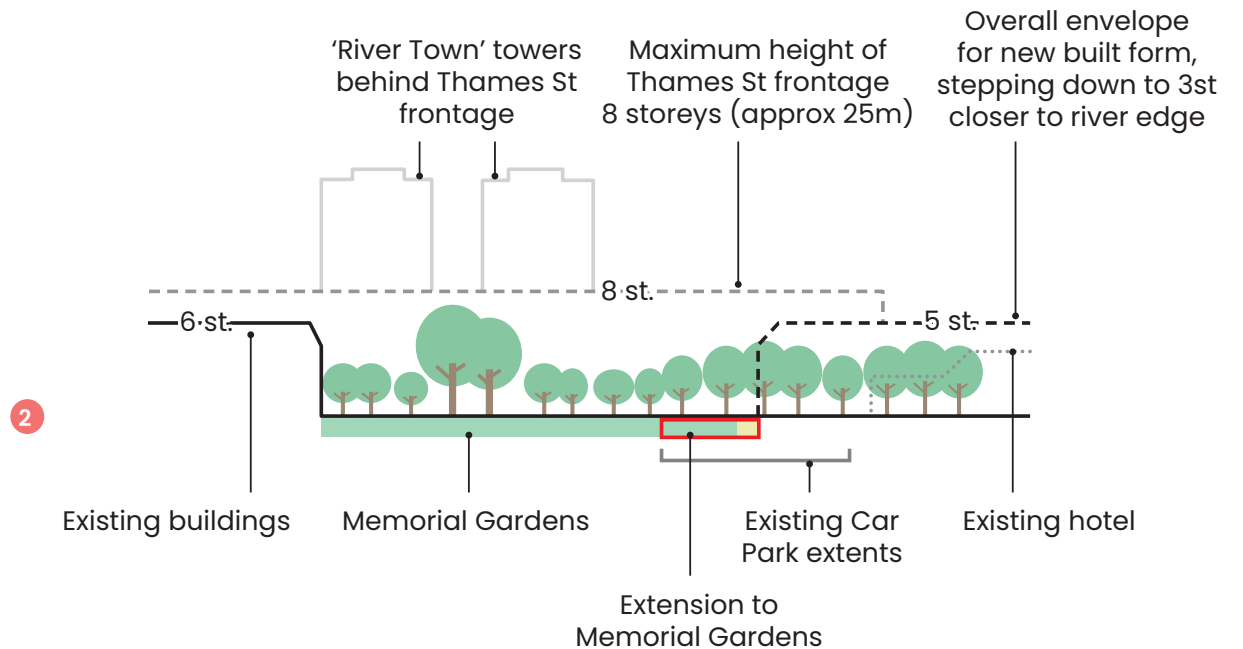 ‘River Town’ towers
behind Thames St
frontage
Maximum height of
Thames St frontage
8 storeys (approx 25m)
Overall envelope
for new built form,
stepping down to 3st
closer to river edge
8 st.
6 st.
5 st.
2
Existing buildings
Memorial Gardens
Existing Car
Park extents
Existing hotel
Extension to
Memorial Gardens